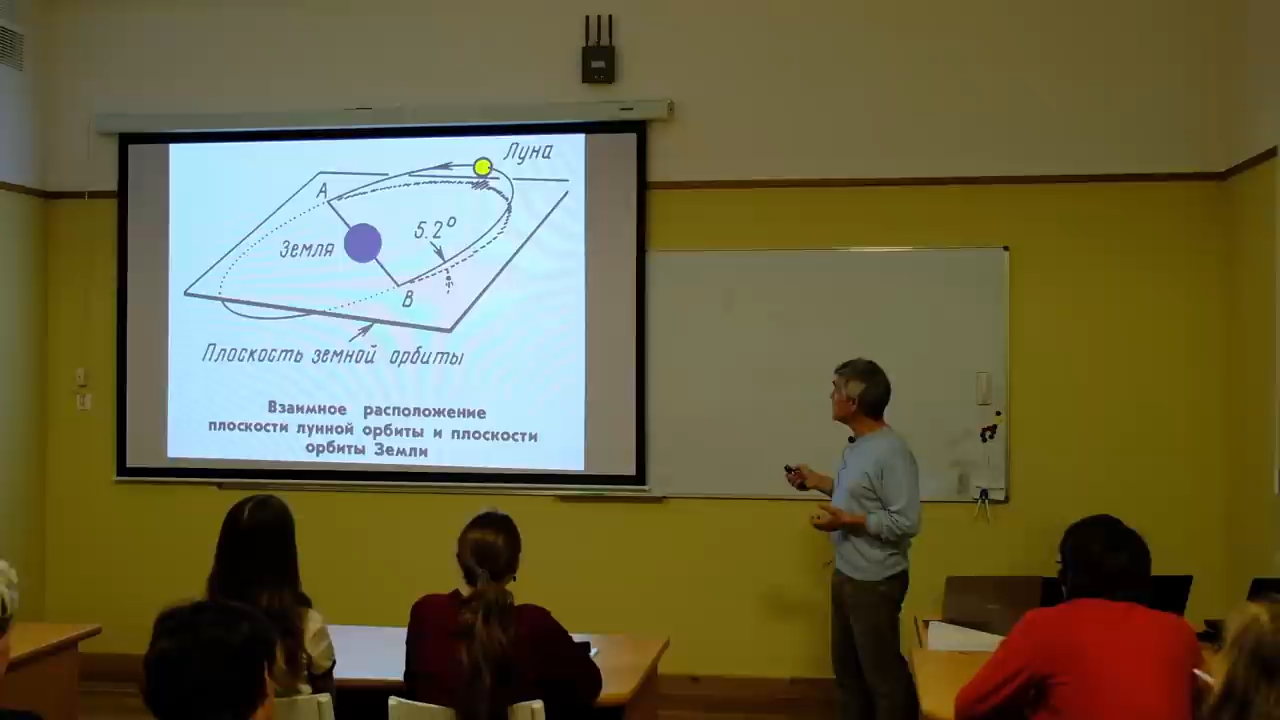 Луна
A
5.2°
Земля
B
Плоскость земной орбиты
Взаимное расположение
плоскости лунной орбиты и плоскости
орбиты Земли